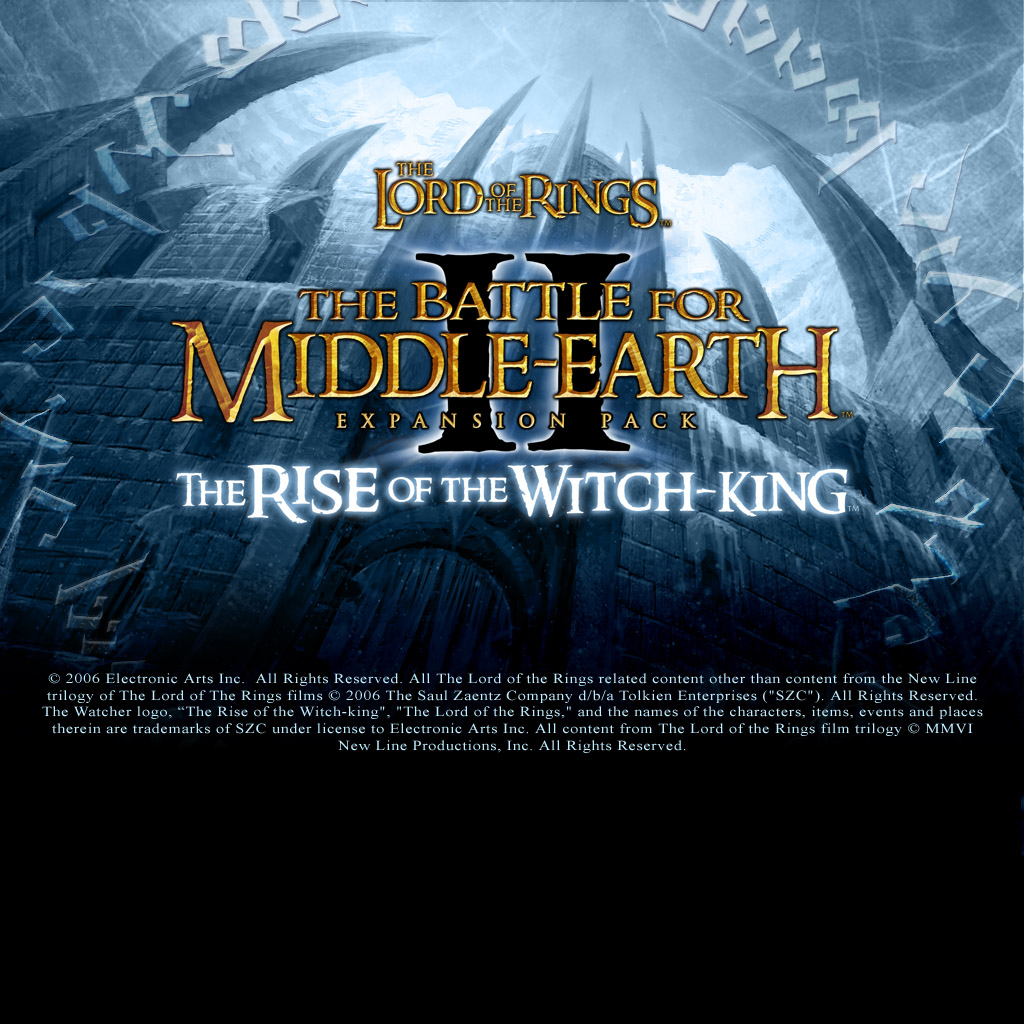 THE LORD OF THE RINGS™
II
THE BATTLE FOR
MIDDLE-EARTH™
EXPANSION PACK
THE RISE OF THE WITCH-KING™
© 2006 Electronic Arts Inc.  All Rights Reserved. All The Lord of the Rings related content other than content from the New Line
trilogy of The Lord of The Rings films © 2006 The Saul Zaentz Company d/b/a Tolkien Enterprises ("SZC"). All Rights Reserved.
The Watcher logo, “The Rise of the Witch-king", "The Lord of the Rings," and the names of the characters, items, events and places
therein are trademarks of SZC under license to Electronic Arts Inc. All content from The Lord of the Rings film trilogy © MMVI
New Line Productions, Inc. All Rights Reserved.